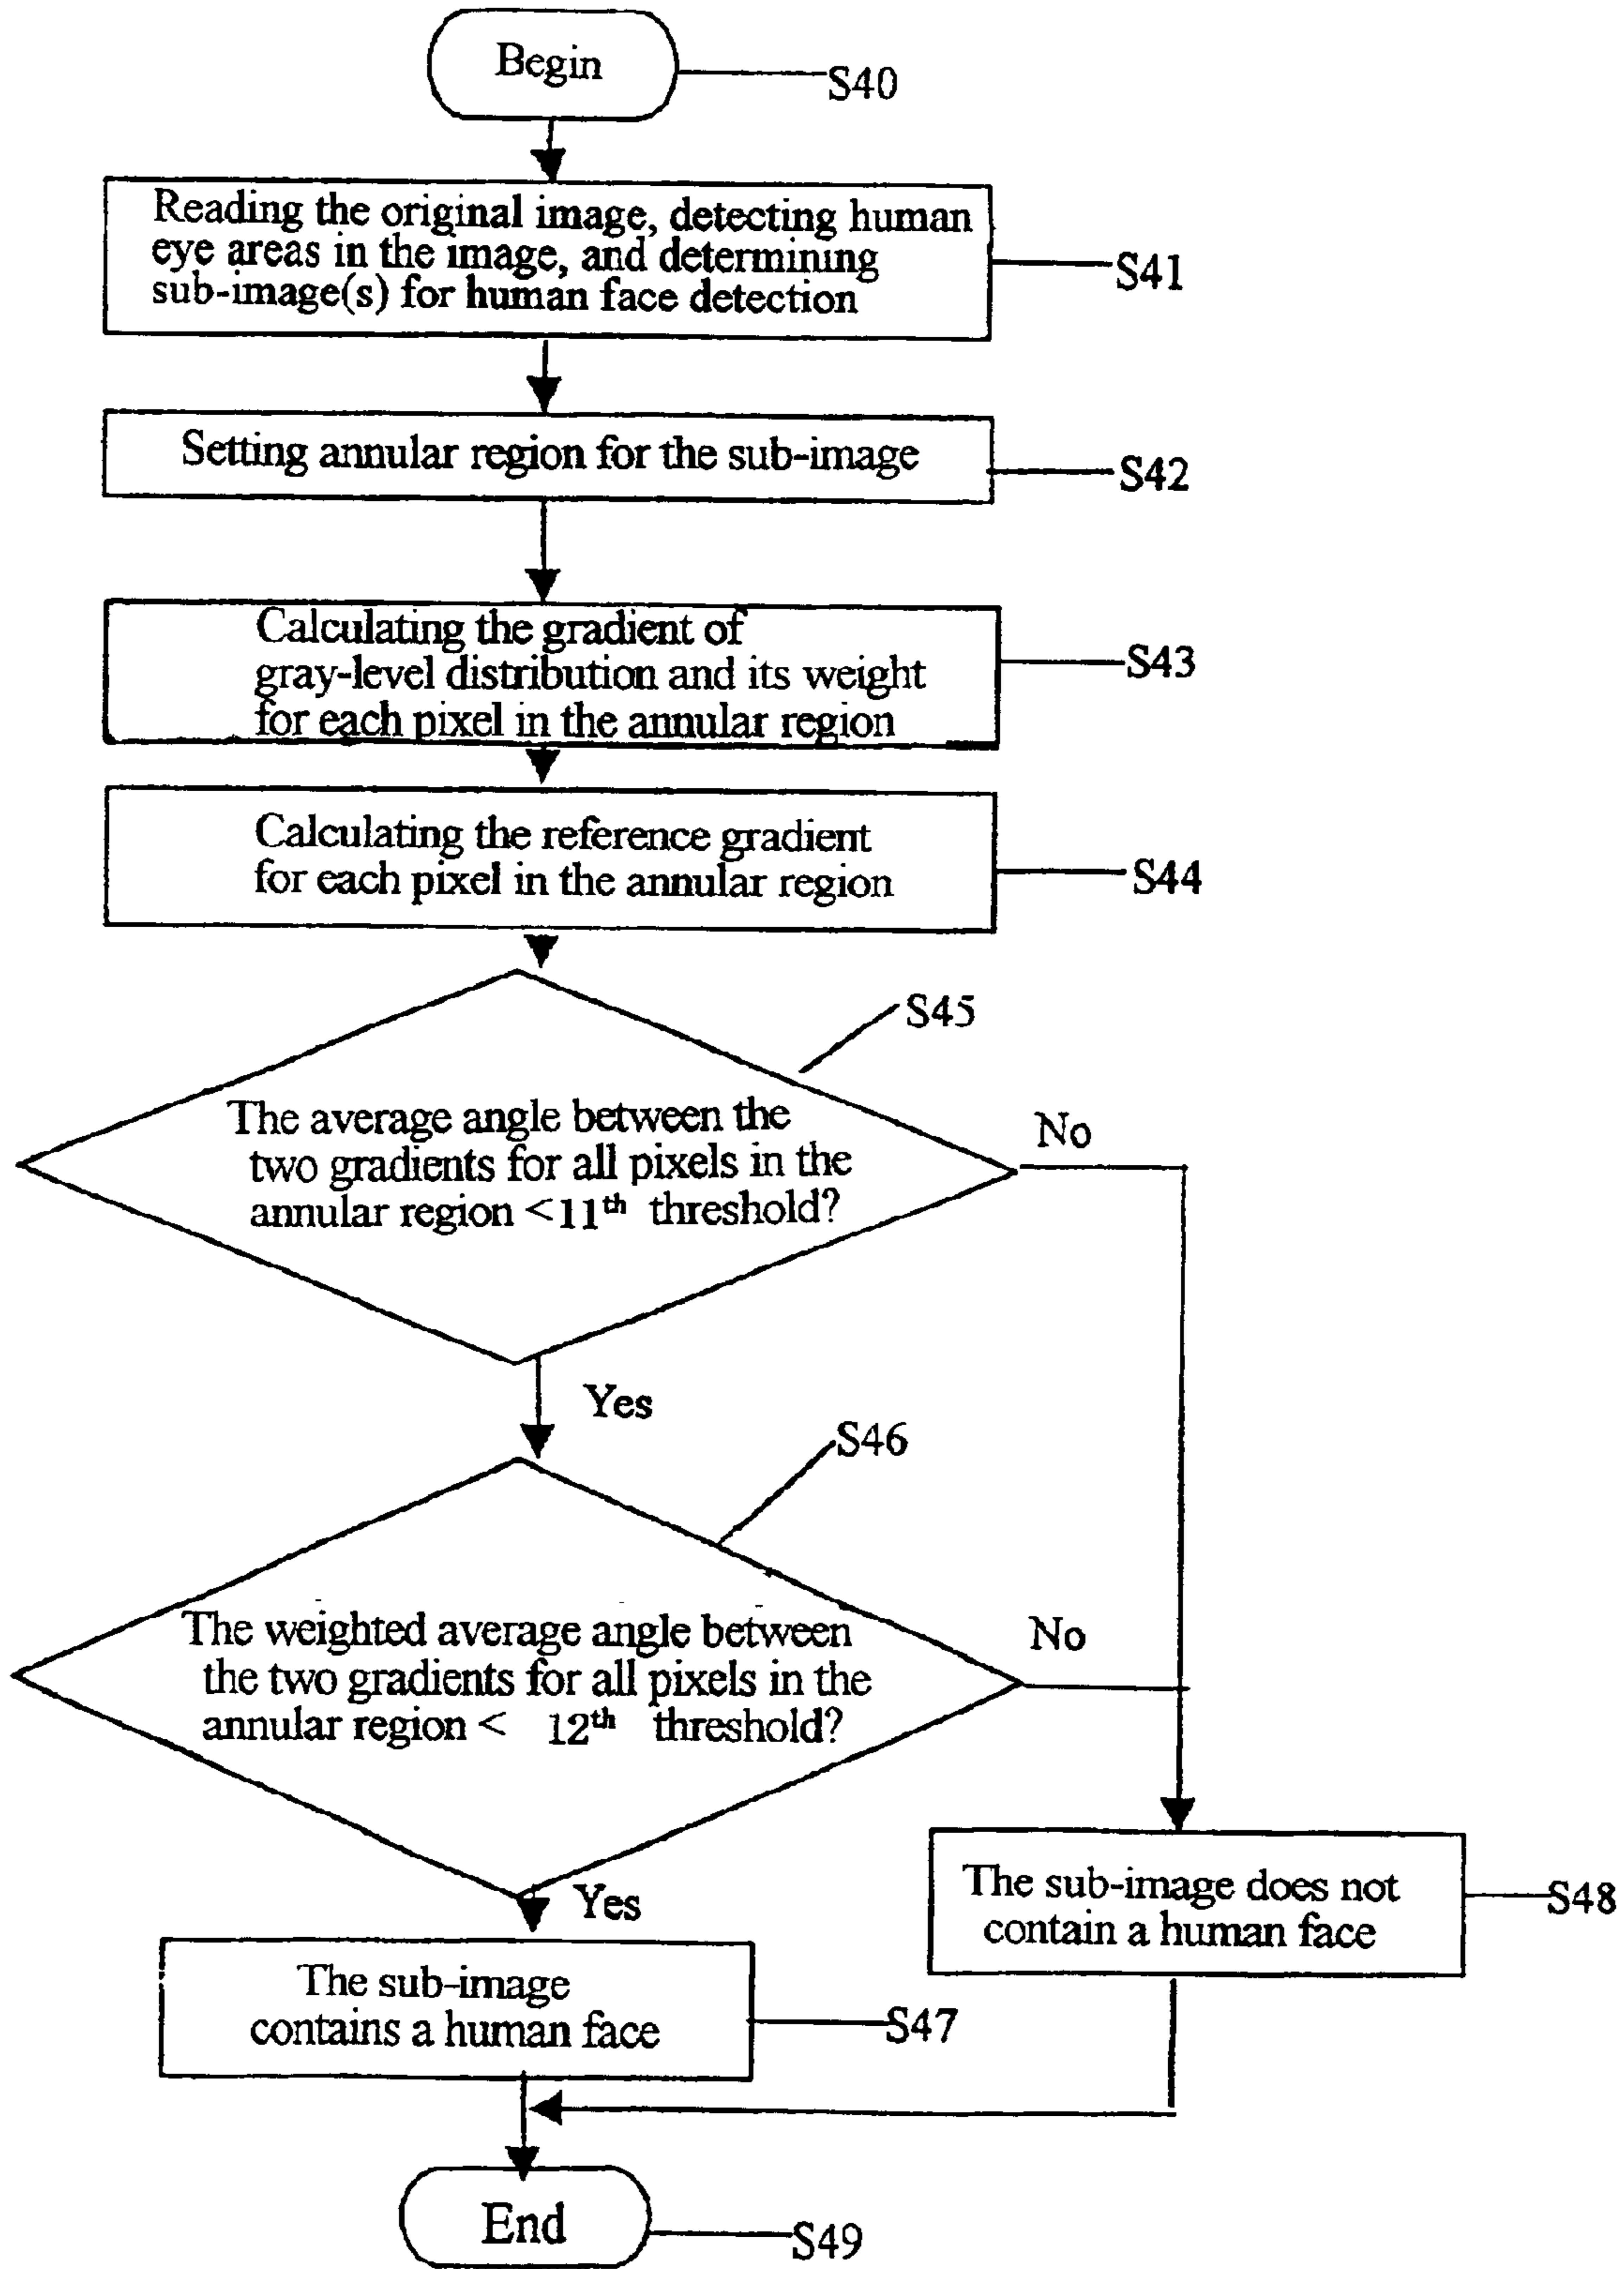 Begin
S40
Reading the original image, detecting human
eye areas in the image, and determining
sub-image(s) for human face detection
S41
Setting annular region for the sub-image
S42
Calculating the gradient of
gray-level distribution and its weight
for each pixel in the annular region
S43
Calculating the reference gradient
for each pixel in the annular region
S44
S45
The average angle between the
two gradients for all pixels in the
annular region <11th threshold?
No
Yes
S46
The weighted average angle between
the two gradients for all pixels in the
annular region < 12th threshold?
No
Yes
The sub-image does not
contain a human face
S48
The sub-image
contains a human face
S47
End
S49